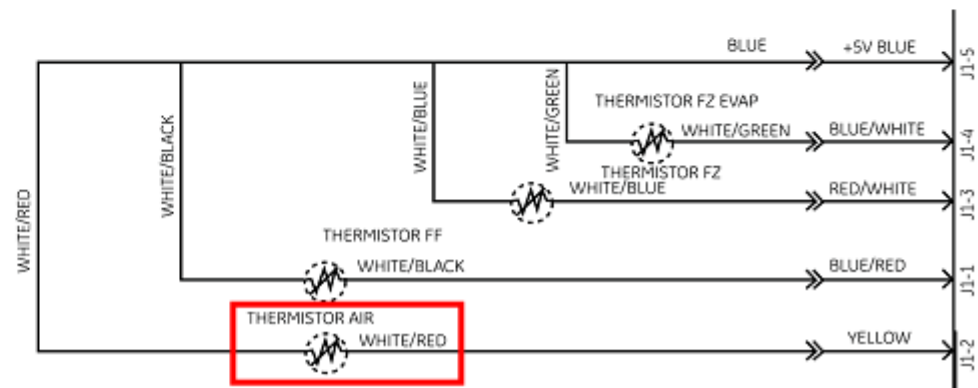 BLUE
+5V BLUE
J1-5
THERMISTOR FZ EVAP
WHITE/GREEN
WHITE/GREEN
BLUE/WHITE
J1-4
THERMISTOR FZ
WHITE/BLUE
WHITE/BLUE
RED/WHITE
J1-3
WHITE/BLACK
WHITE/RED
THERMISTOR FF
WHITE/BLACK
BLUE/RED
J1-1
THERMISTOR AIR
WHITE/RED
YELLOW
J1-2